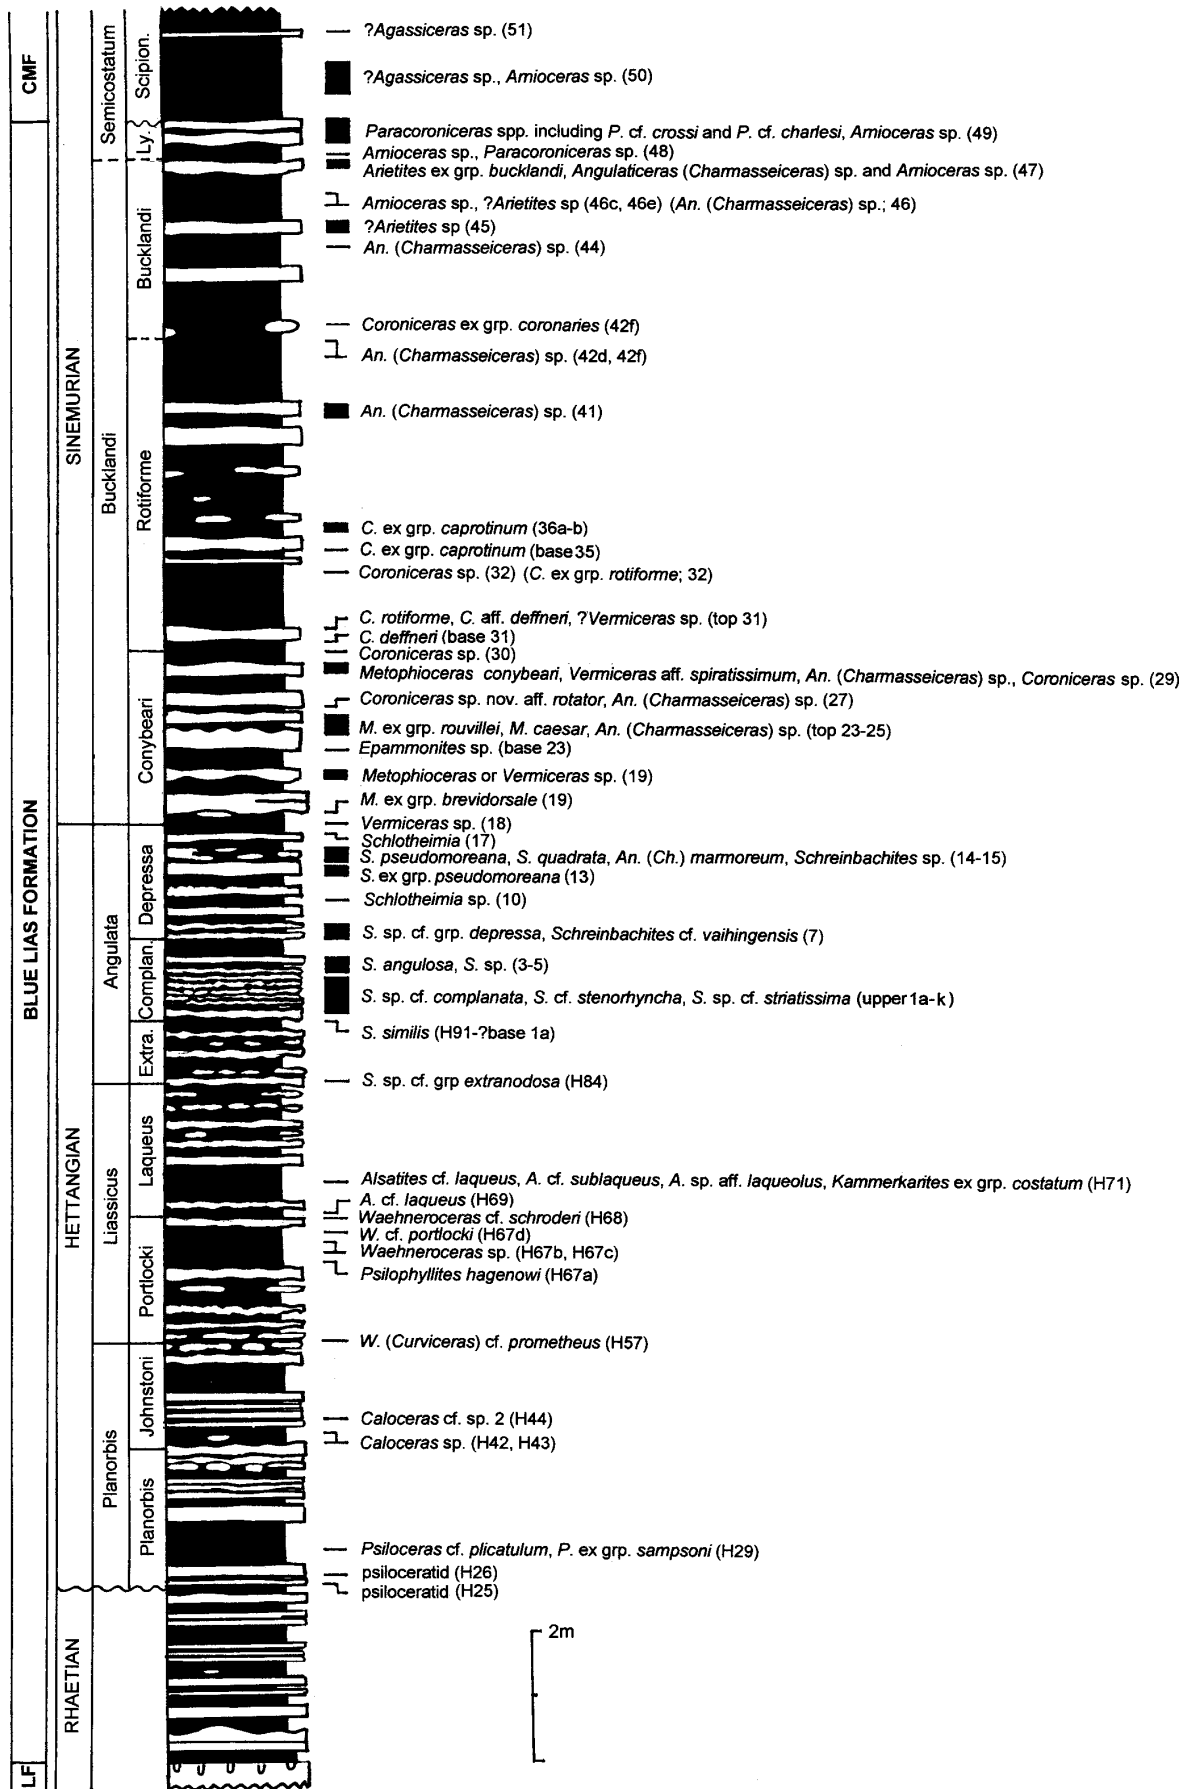 CMF
BLUE LIAS FORMATION
LF
SINEMURIAN
HETTANGIAN
RHAETIAN
Semicostatum
Bucklandi
Angulata
Liassicus
Planorbis
Scipion.
Ly.
Bucklandi
Rotiforme
Conybeari
Depressa
Complan.
Extra.
Laqueus
Portlocki
Johnstoni
Planorbis
?Agassiceras sp. (51)
?Agassiceras sp., Arnioceras sp. (50)
Paracoroniceras spp. including P. cf. crossi and P. cf. charlesi, Arnioceras sp. (49)
Arnioceras sp., Paracoroniceras sp. (48)
Arietites ex grp. bucklandi, Angulaticeras (Charmasseiceras) sp. and Arnioceras sp. (47)
Arnioceras sp., ?Arietites sp (46c, 46e) (An. (Charmasseiceras) sp.; 46)
?Arietites sp (45)
An. (Charmasseiceras) sp. (44)
Coroniceras ex grp. coronaries (42f)
An. (Charmasseiceras) sp. (42d, 42f)
An. (Charmasseiceras) sp. (41)
C. ex grp. caprotinum (36a-b)
C. ex grp. caprotinum (base 35)
Coroniceras sp. (32) (C. ex grp. rotiforme; 32)
C. rotiforme, C. aff. deffneri, ?Vermiceras sp. (top 31)
C. deffneri (base 31)
Coroniceras sp. (30)
Metophioceras conybeari, Vermiceras aff. spiratissimum, An. (Charmasseiceras) sp., Coroniceras sp. (29)
Coroniceras sp. nov. aff. rotator, An. (Charmasseiceras) sp. (27)
M. ex grp. rouvillei, M. caesar, An. (Charmasseiceras) sp. (top 23-25)
Epammonites sp. (base 23)
Metophioceras or Vermiceras sp. (19)
M. ex grp. brevidorsale (19)
Vermiceras sp. (18)
Schlotheimia (17)
S. pseudomoreana, S. quadrata, An. (Ch.) marmoreum, Schreinbachites sp. (14-15)
S. ex grp. pseudomoreana (13)
Schlotheimia sp. (10)
S. sp. cf. grp. depressa, Schreinbachites cf. vaihingensis (7)
S. angulosa, S. sp. (3-5)
S. sp. cf. complanata, S. cf. stenorhyncha, S. sp. cf. striatissima (upper 1a-k)
S. similis (H91-?base 1a)
S. sp. cf. grp extranodosa (H84)
Alsatites cf. laqueus, A. cf. sublaqueus, A. sp. aff. laqueolus, Kammerkarites ex grp. costatum (H71)
A. cf. laqueus (H69)
Waehneroceras cf. schroderi (H68)
W. cf. portlocki (H67d)
Waehneroceras sp. (H67b, H67c)
Psilophyllites hagenowi (H67a)
W. (Curviceras) cf. prometheus (H57)
Caloceras cf. sp. 2 (H44)
Caloceras sp. (H42, H43)
Psiloceras cf. plicatulum, P. ex grp. sampsoni (H29)
psiloceratid (H26)
psiloceratid (H25)
2m